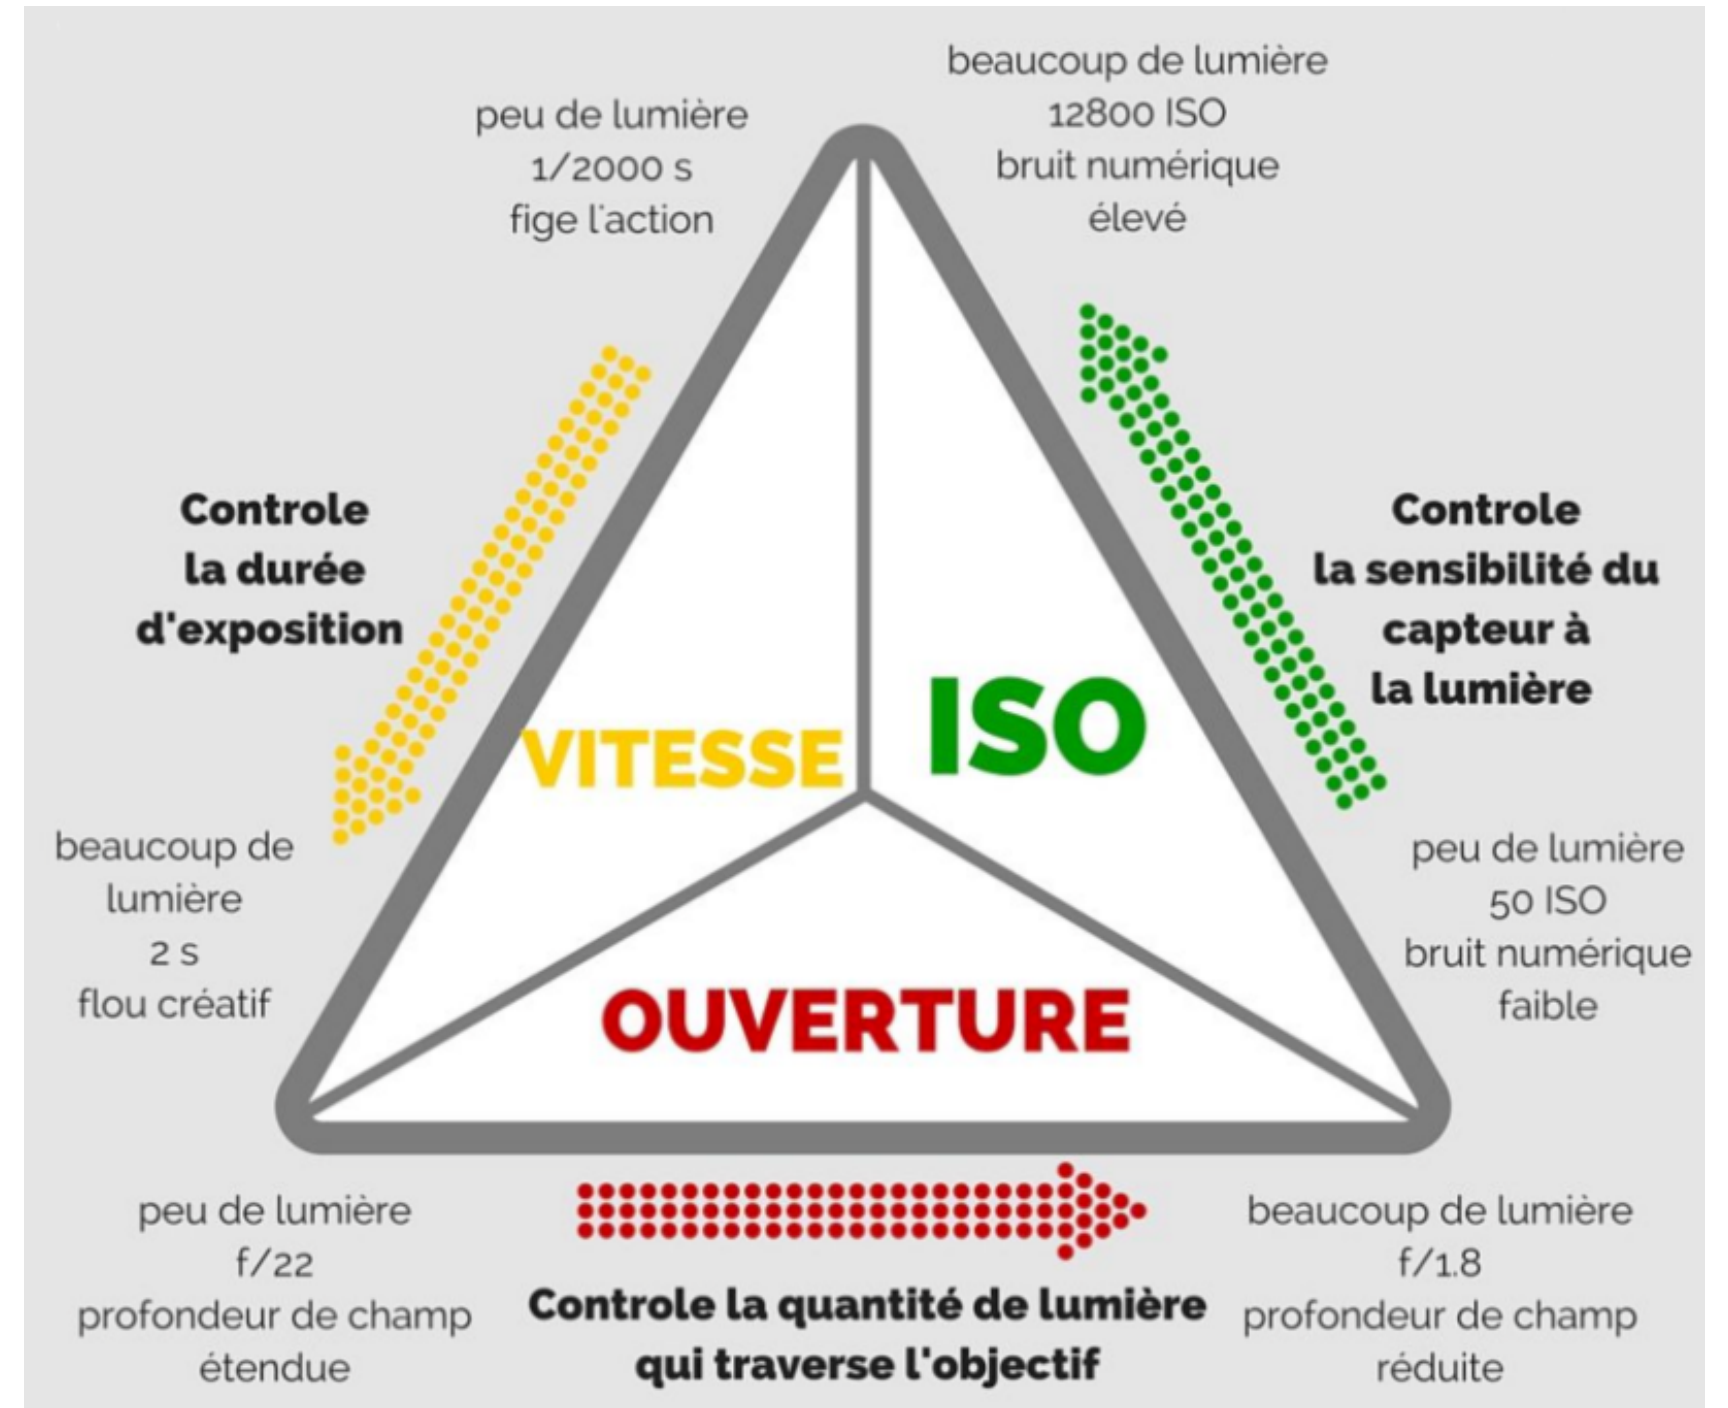 peu de lumière
1/2000 s
fige l'action
beaucoup de lumière
12800 ISO
bruit numérique
élevé
Controle
la durée
d'exposition
Controle
la sensibilité du
capteur à
la lumière
VITESSE
ISO
beaucoup de
lumière
2 s
flou créatif
peu de lumière
50 ISO
bruit numérique
faible
OUVERTURE
peu de lumière
f/22
profondeur de champ
étendue
Controle la quantité de lumière
qui traverse l'objectif
beaucoup de lumière
f/1.8
profondeur de champ
réduite